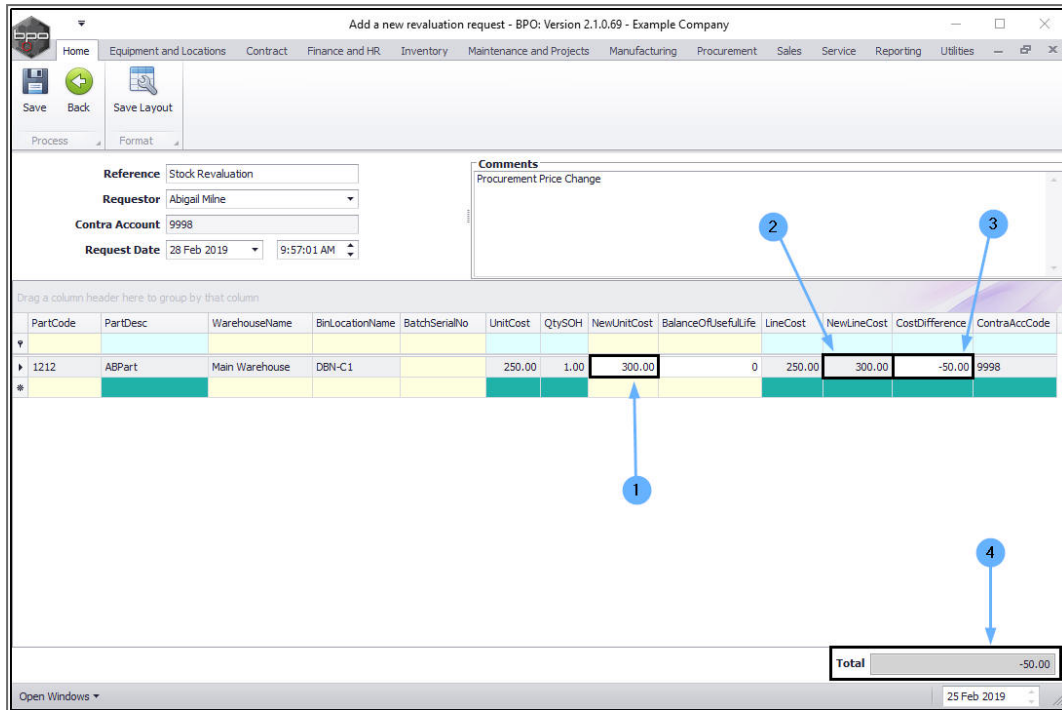 Add a new revaluation request - BPO: Version 2.1.0.69 - Example Company
bpo
Home Equipment and Locations Contract Finance and HR Inventory Maintenance and Projects Manufacturing Procurement Sales Service Reporting Utilities
Save Back Save Layout
Process Format
Reference Stock Revaluation
Requestor Abigail Milne
Contra Account 9998
Request Date 28 Feb 2019 9:57:01 AM
Comments
Procurement Price Change
2
3
Drag a column header here to group by that column
PartCode PartDesc WarehouseName BinLocationName BatchSerialNo UnitCost QtySOH NewUnitCost BalanceOfUsefulLife LineCost NewLineCost CostDifference ContraAccCode
1212 ABPart Main Warehouse DBN-C1 250.00 1.00 300.00 0 250.00 300.00 -50.00 9998
1
4
Total -50.00
Open Windows 25 Feb 2019